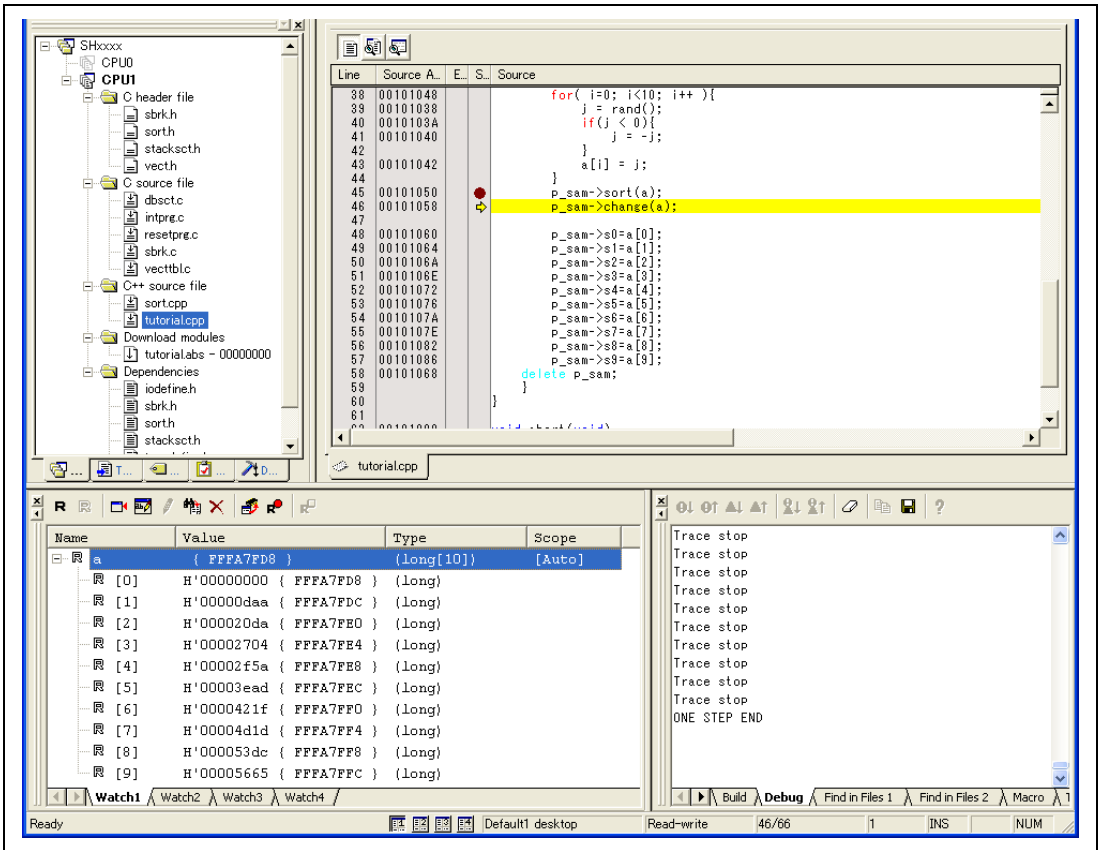 SHxxxx
CPU0
CPU1
C header file
sbrk.h
sort.h
stacksct.h
vect.h
C source file
dbsct.c
intprg.c
resetprg.c
sbrk.c
vecttbl.c
C++ source file
sort.cpp
tutorial.cpp
Download modules
tutorial.abs - 00000000
Dependencies
iodefine.h
sbrk.h
sort.h
stacksct.h
... T... ... ... D...
Line Source A... E... S... Source
38 00101048 for( i=0; i<10; i++ ){
39 00101038 j = rand();
40 0010103A if(j < 0){
41 00101040 j = -j;
42 }
43 00101042 a[i] = j;
44 }
45 00101050 p_sam->sort(a);
46 00101058 p_sam->change(a);
47
48 00101060 p_sam->s0=a[0];
49 00101064 p_sam->s1=a[1];
50 0010106A p_sam->s2=a[2];
51 0010106E p_sam->s3=a[3];
52 00101072 p_sam->s4=a[4];
53 00101076 p_sam->s5=a[5];
54 0010107A p_sam->s6=a[6];
55 0010107E p_sam->s7=a[7];
56 00101082 p_sam->s8=a[8];
57 00101086 p_sam->s9=a[9];
58 00101068 delete p_sam;
59 }
60 }
61
tutorial.cpp
Name Value Type Scope
R a { FFFA7FD8 } (long[10]) [Auto]
R [0] H'00000000 { FFFA7FD8 } (long)
R [1] H'00000daa { FFFA7FDC } (long)
R [2] H'000020da { FFFA7FE0 } (long)
R [3] H'00002704 { FFFA7FE4 } (long)
R [4] H'00002f5a { FFFA7FE8 } (long)
R [5] H'00003ead { FFFA7FEC } (long)
R [6] H'0000421f { FFFA7FF0 } (long)
R [7] H'00004d1d { FFFA7FF4 } (long)
R [8] H'000053dc { FFFA7FF8 } (long)
R [9] H'00005665 { FFFA7FFC } (long)
Watch1 Watch2 Watch3 Watch4
Trace stop
Trace stop
Trace stop
Trace stop
Trace stop
Trace stop
Trace stop
Trace stop
Trace stop
Trace stop
ONE STEP END
Build Debug Find in Files 1 Find in Files 2 Macro
Ready Default1 desktop Read-write 46/66 1 INS NUM